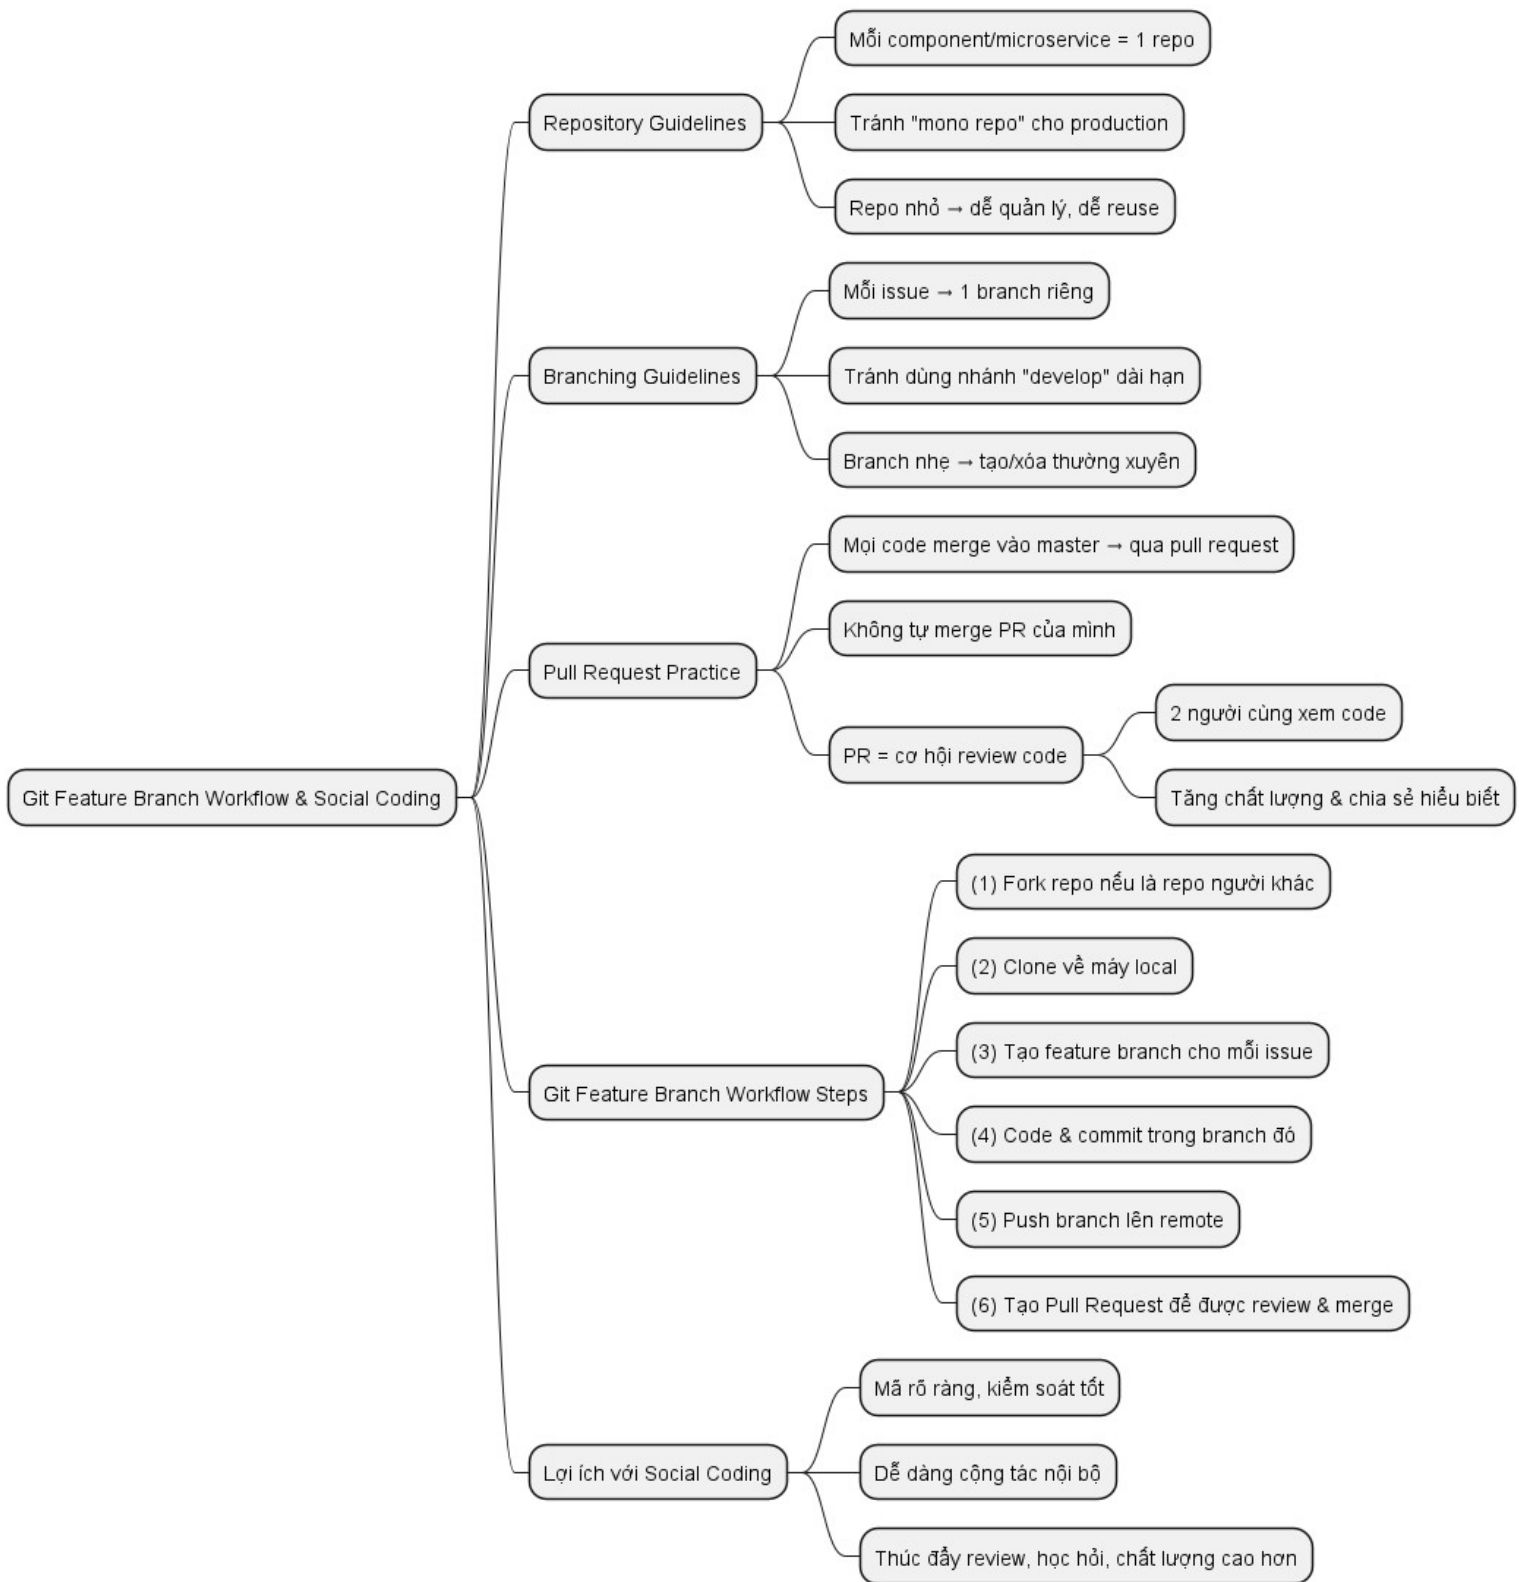 Git Feature Branch Workflow & Social Coding
Repository Guidelines
Mỗi component/microservice = 1 repo
Tránh "mono repo" cho production
Repo nhỏ → dễ quản lý, dễ reuse
Branching Guidelines
Mỗi issue → 1 branch riêng
Tránh dùng nhánh "develop" dài hạn
Branch nhẹ → tạo/xóa thường xuyên
Pull Request Practice
Mọi code merge vào master → qua pull request
Không tự merge PR của mình
PR = cơ hội review code
2 người cùng xem code
Tăng chất lượng & chia sẻ hiểu biết
Git Feature Branch Workflow Steps
(1) Fork repo nếu là repo người khác
(2) Clone về máy local
(3) Tạo feature branch cho mỗi issue
(4) Code & commit trong branch đó
(5) Push branch lên remote
(6) Tạo Pull Request để được review & merge
Lợi ích với Social Coding
Mã rõ ràng, kiểm soát tốt
Dễ dàng cộng tác nội bộ
Thúc đẩy review, học hỏi, chất lượng cao hơn